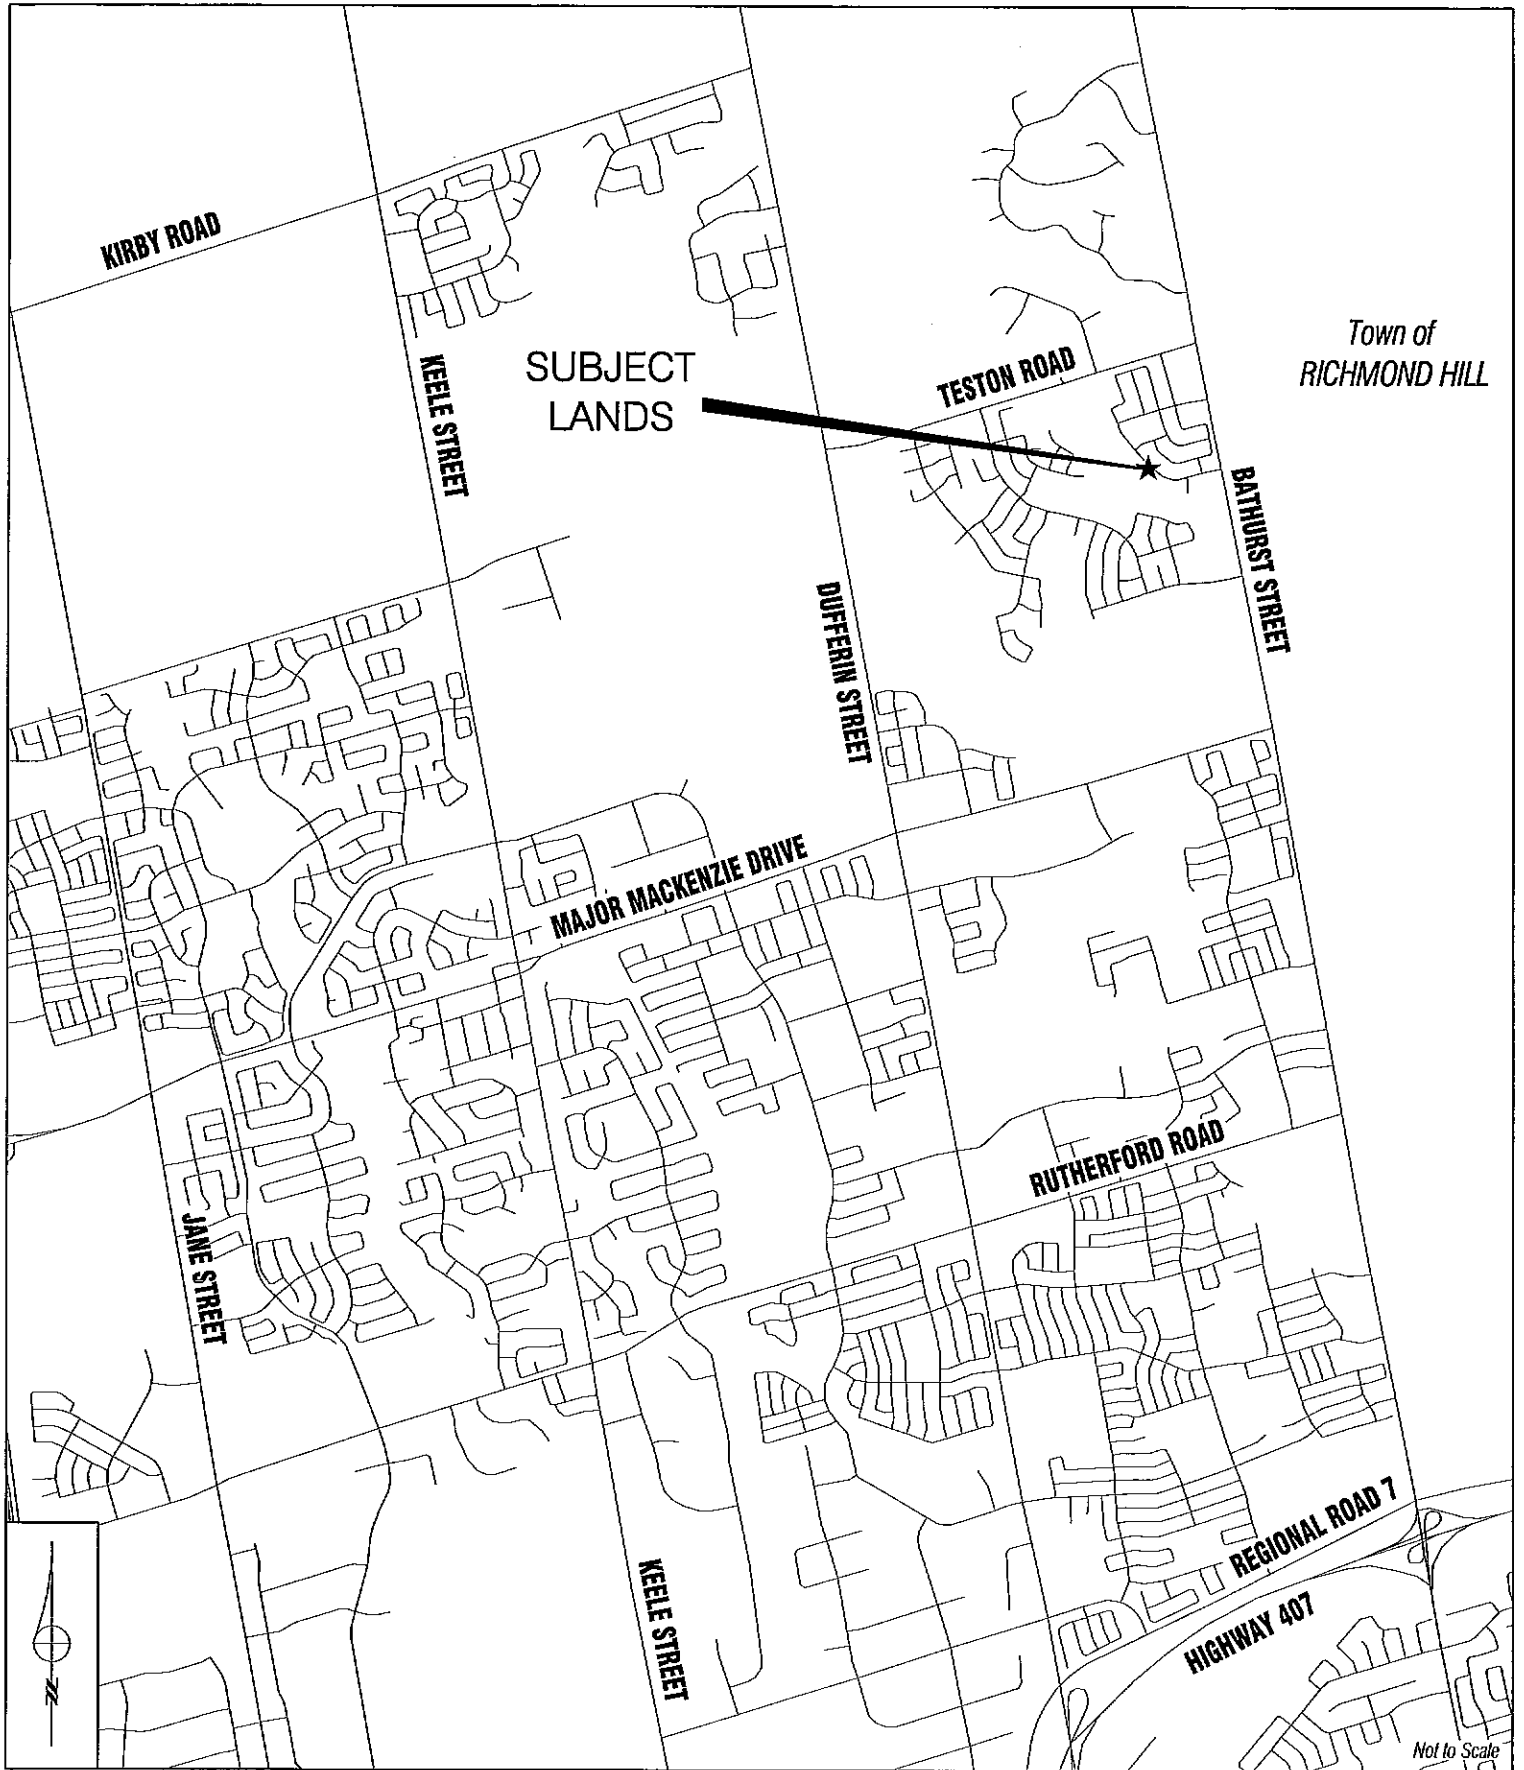 KIRBY ROAD
SUBJECT
LANDS
KEELE STREET
TESTON ROAD
Town of
RICHMOND HILL
BATHURST STREET
DUFFERIN STREET
MAJOR MACKENZIE DRIVE
RUTHERFORD ROAD
JANE STREET
REGIONAL ROAD 7
HIGHWAY 407
KEELE STREET
N
Not to Scale